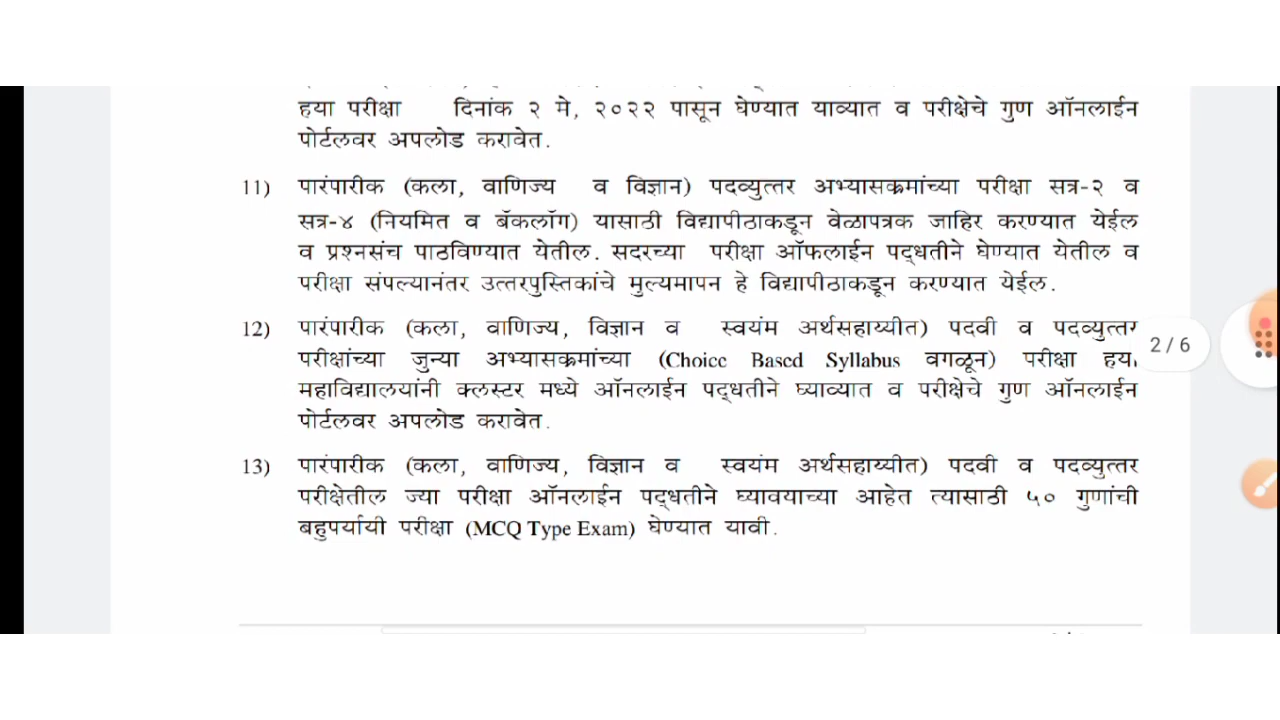 हया परीक्षा दिनांक २ मे, २०२२ पासून घेण्यात याव्यात व परीक्षेचे गुण ऑनलाईन
पोर्टलवर अपलोड करावेत.
11) पारंपारीक (कला, वाणिज्य व विज्ञान) पदव्युत्तर अभ्यासक्रमांच्या परीक्षा सत्र-२ व
सत्र-४ (नियमित व बॅकलॉग) यासाठी विद्यापीठाकडून वेळापत्रक जाहिर करण्यात येईल
व प्रश्नसंच पाठविण्यात येतील. सदरच्या परीक्षा ऑफलाईन पद्धतीने घेण्यात येतील व
परीक्षा संपल्यानंतर उत्तरपुस्तिकांचे मुल्यमापन हे विद्यापीठाकडून करण्यात येईल.
12) पारंपारीक (कला, वाणिज्य, विज्ञान व स्वयंम अर्थसहाय्यीत) पदवी व पदव्युत्तर
परीक्षांच्या जुन्या अभ्यासक्रमांच्या (Choice Based Syllabus वगळून) परीक्षा हया
महाविद्यालयांनी क्लस्टर मध्ये ऑनलाईन पद्धतीने घ्याव्यात व परीक्षेचे गुण ऑनलाईन
पोर्टलवर अपलोड करावेत.
2 / 6
13) पारंपारीक (कला, वाणिज्य, विज्ञान व स्वयंम अर्थसहाय्यीत) पदवी व पदव्युत्तर
परीक्षेतील ज्या परीक्षा ऑनलाईन पद्धतीने घ्यावयाच्या आहेत त्यासाठी ५० गुणांची
बहुपर्यायी परीक्षा (MCQ Type Exam) घेण्यात यावी.